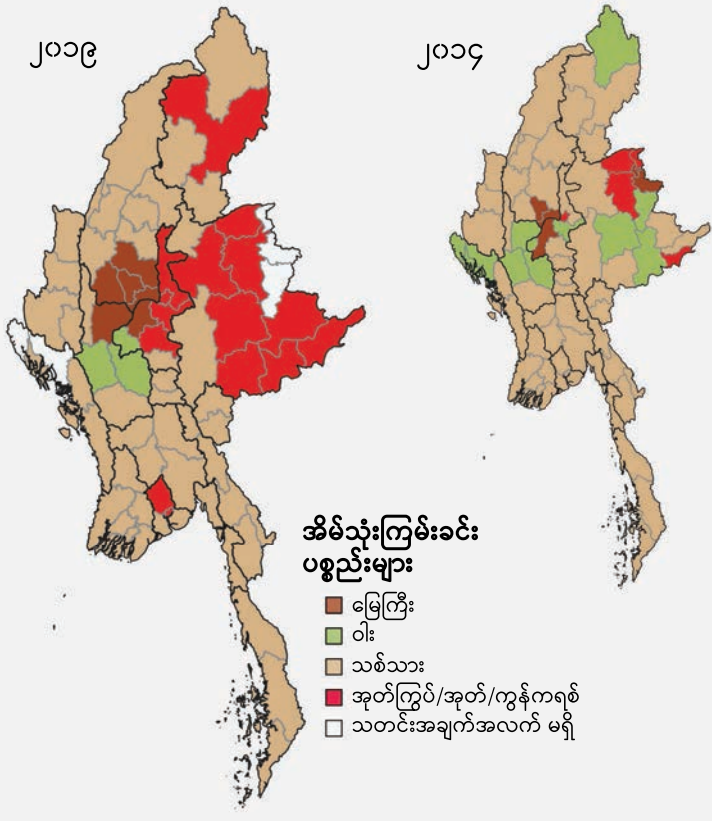 ၂၀၁၉
၂၀၁၄
အိမ်သုံးကြမ်းခင်း
ပစ္စည်းများ
မြေကြီး
ဝါး
သစ်သား
အုတ်ကြွပ်/အုတ်/ကွန်ကရစ်
သတင်းအချက်အလက် မရှိ